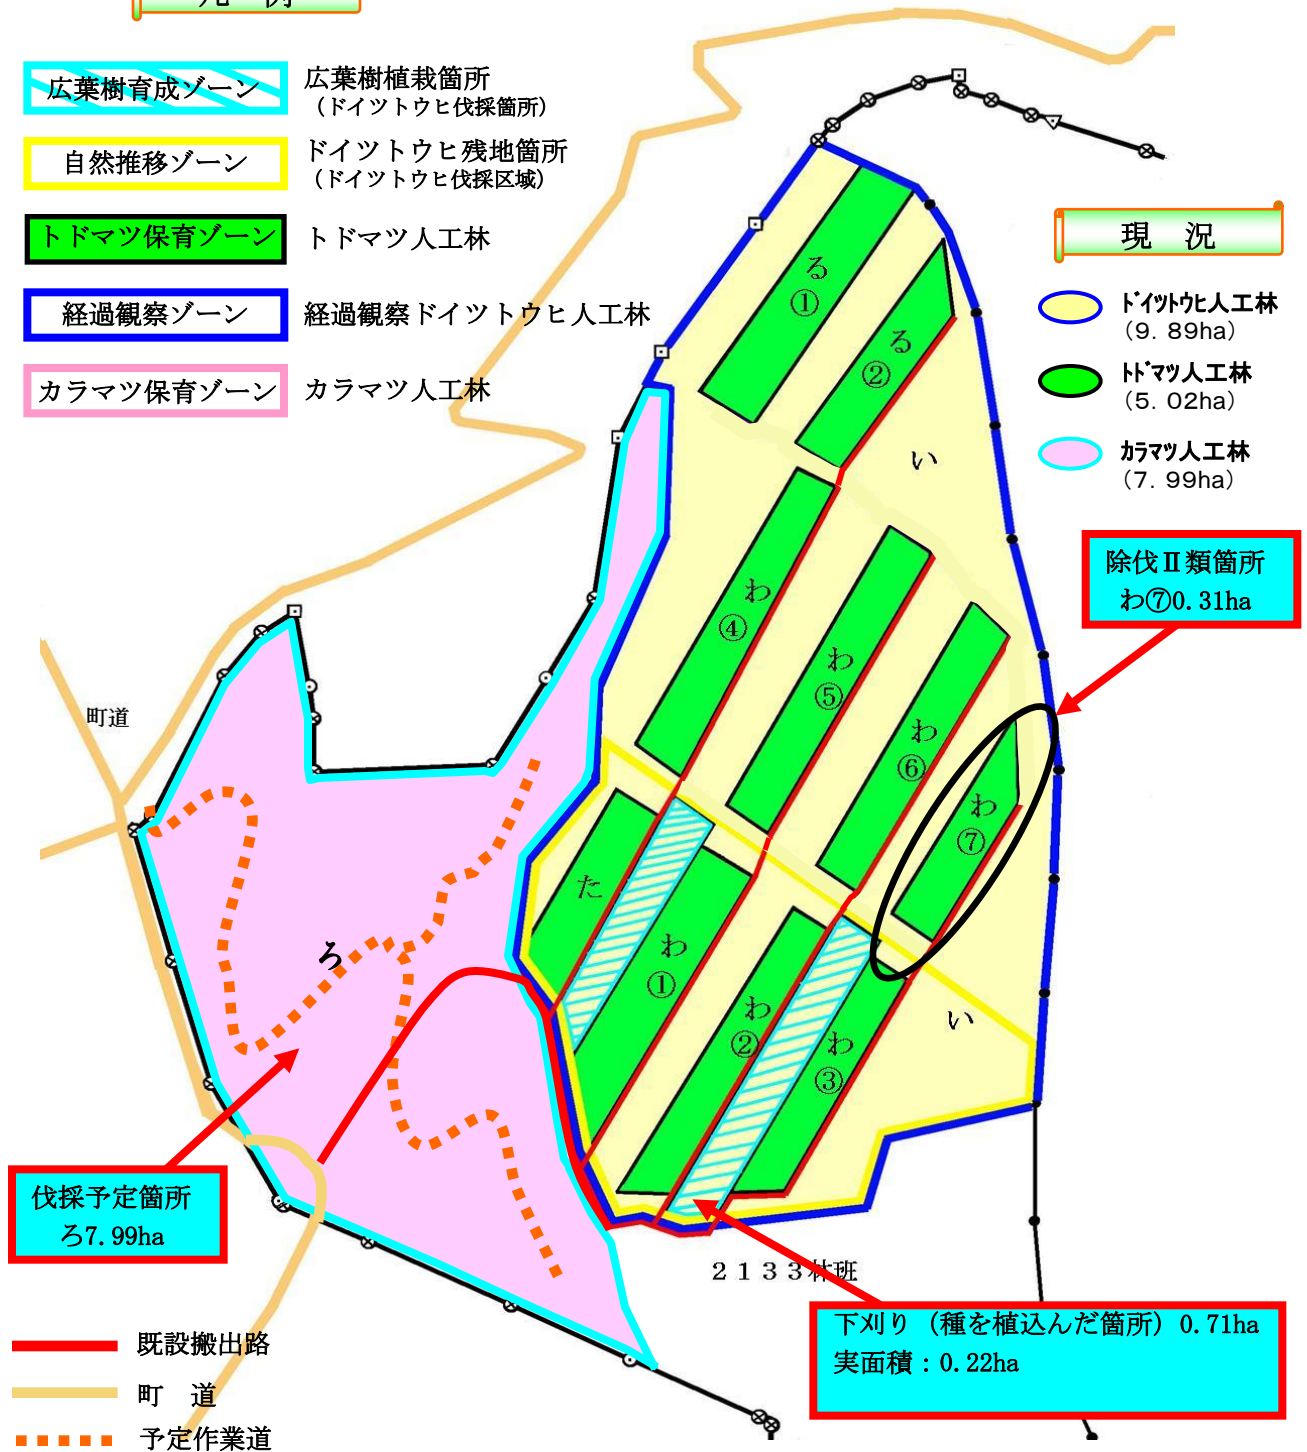 凡 例
広葉樹育成ゾーン
広葉樹植栽箇所
（ドイツトウヒ伐採箇所）
自然推移ゾーン
ドイツトウヒ残地箇所
（ドイツトウヒ伐採区域）
トドマツ保育ゾーン
トドマツ人工林
経過観察ゾーン
経過観察ドイツトウヒ人工林
カラマツ保育ゾーン
カラマツ人工林
現 況
ﾄﾞｲﾂﾄｳﾋ人工林
（9．89ha）
ﾄﾄﾞﾏﾂ人工林
（5．02ha）
ｶﾗﾏﾂ人工林
（7．99ha）
る
①
る
②
い
わ
④
わ
⑤
わ
⑥
わ
⑦
除伐Ⅱ類箇所
わ⑦0.31ha
町道
た
わ
①
わ
②
わ
③
い
ろ
伐採予定箇所
ろ7.99ha
２１３３林班
下刈り（種を植込んだ箇所）0.71ha
実面積：0.22ha
既設搬出路
町 道
予定作業道